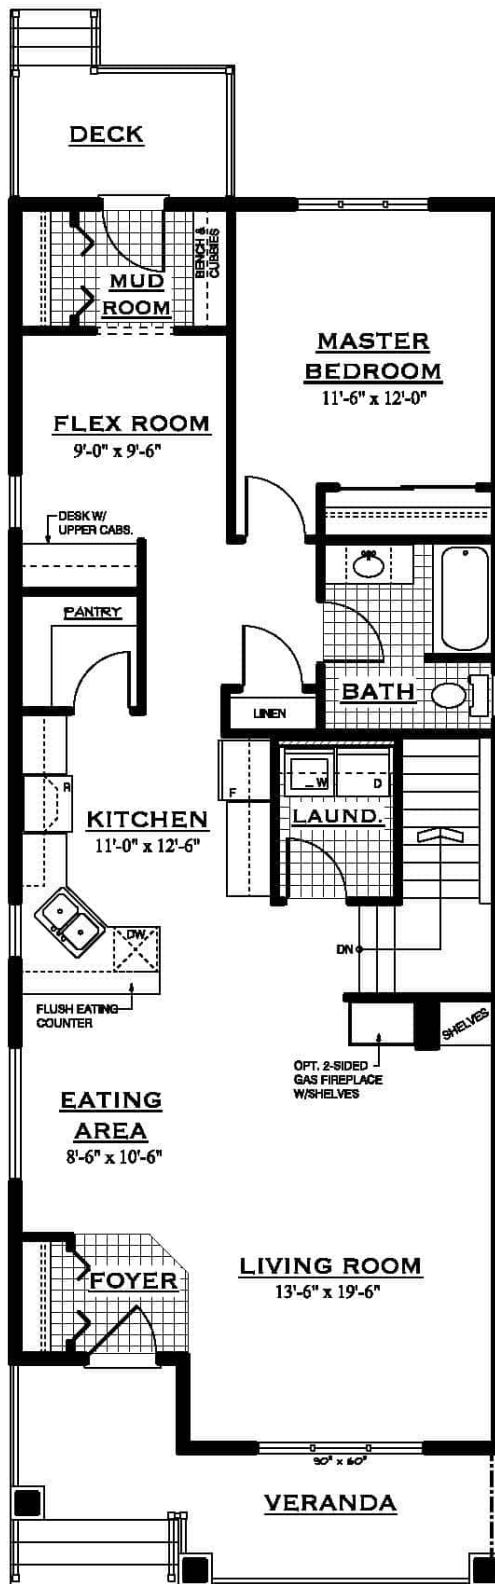 DECK
BENCH &
CUBBIES
MUD
ROOM
MASTER
BEDROOM
11'-6" x 12'-0"
FLEX ROOM
9'-0" x 9'-6"
DESK W/
UPPER CABS.
PANTRY
BATH
LINEN
R
F
W
D
KITCHEN
11'-0" x 12'-6"
LAUND.
DW
DN
FLUSH EATING
COUNTER
SHELVES
OPT. 2-SIDED
GAS FIREPLACE
W/SHELVES
EATING
AREA
8'-6" x 10'-6"
FOYER
LIVING ROOM
13'-6" x 19'-6"
VERANDA